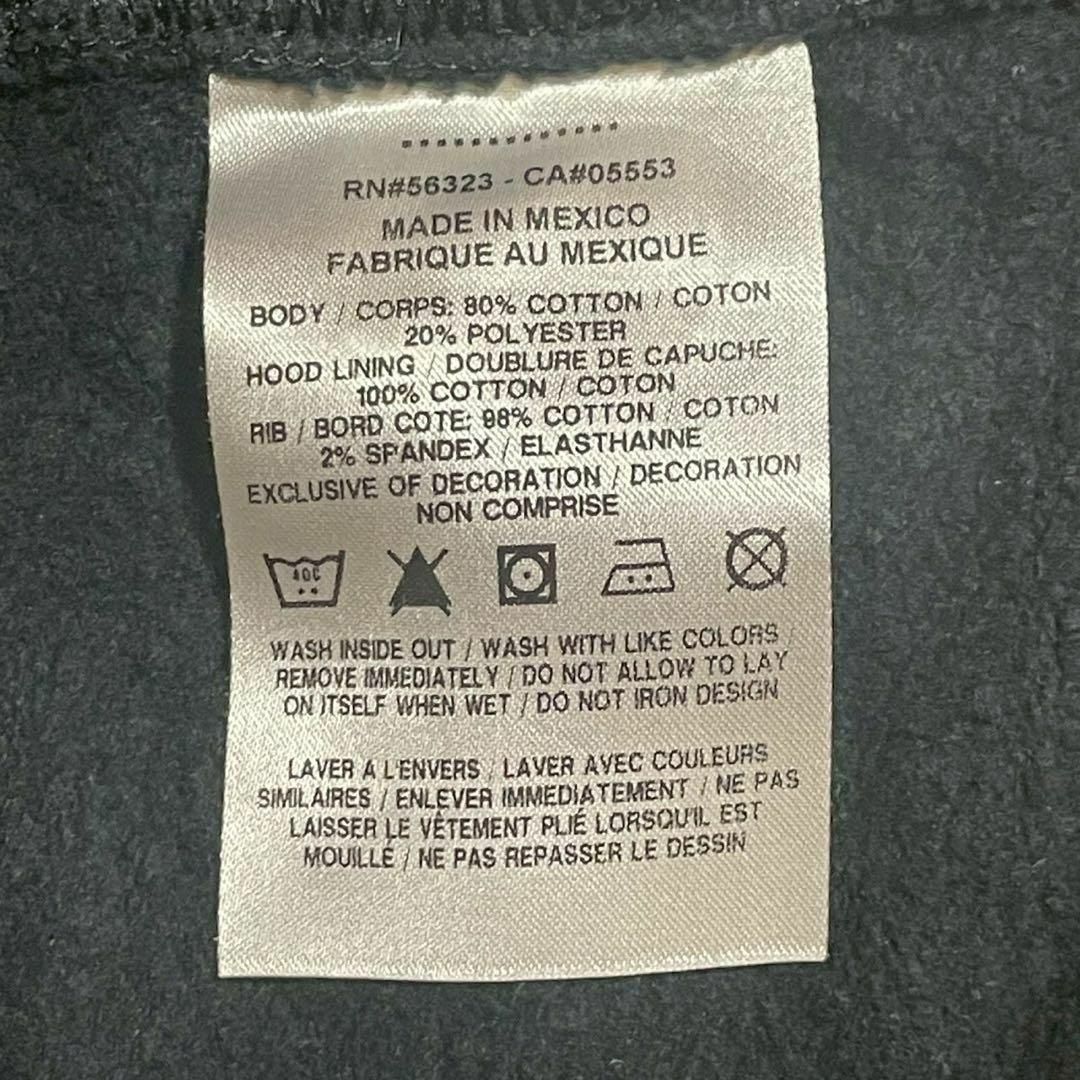 RN#56323 - CA#05553
MADE IN MEXICO
FABRIQUE AU MEXIQUE
BODY / CORPS: 80% COTTON / COTON
20% POLYESTER
HOOD LINING / DOUBLURE DE CAPUCHE:
100% COTTON / COTON
RIB / BORD COTE: 98% COTTON / COTON
2% SPANDEX / ELASTHANNE
EXCLUSIVE OF DECORATION / DECORATION
NON COMPRISE
40C
WASH INSIDE OUT / WASH WITH LIKE COLORS /
REMOVE IMMEDIATELY / DO NOT ALLOW TO LAY
ON ITSELF WHEN WET / DO NOT IRON DESIGN
LAVER A L'ENVERS / LAVER AVEC COULEURS
SIMILAIRES / ENLEVER IMMEDIATEMENT / NE PAS
LAISSER LE VÊTEMENT PLIÉ LORSQU'IL EST
MOUILLE / NE PAS REPASSER LE DESSIN